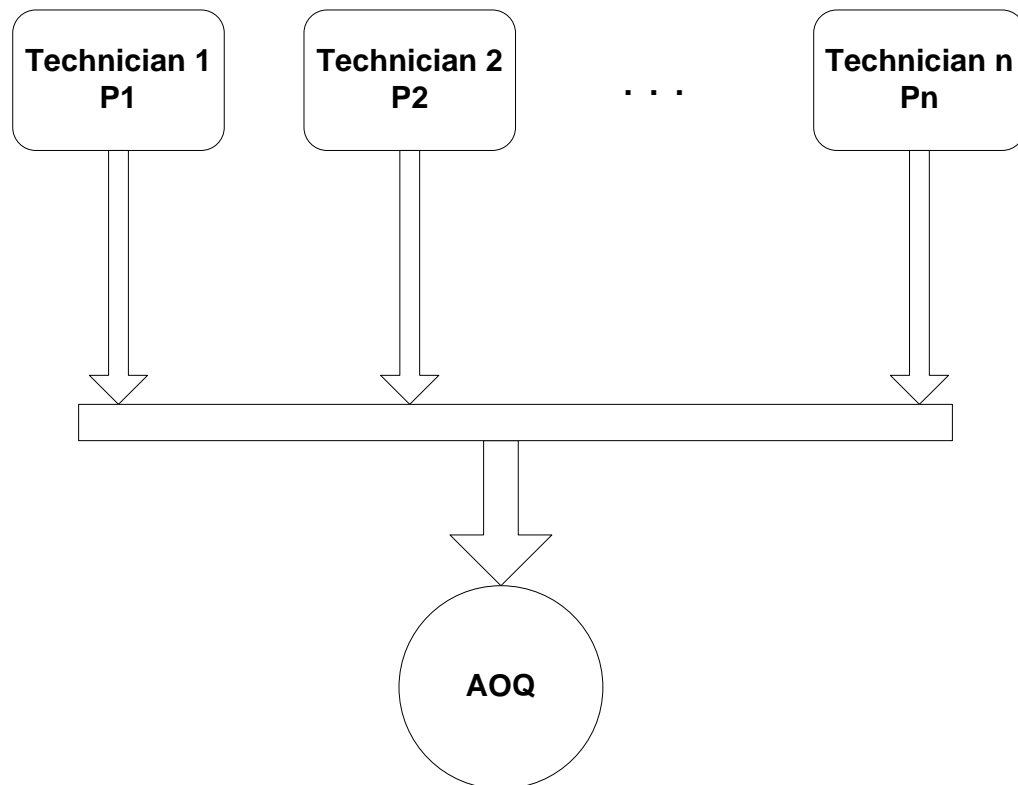 Technician 1
P1
Technician 2
P2
. . .
Technician n
Pn
AOQ